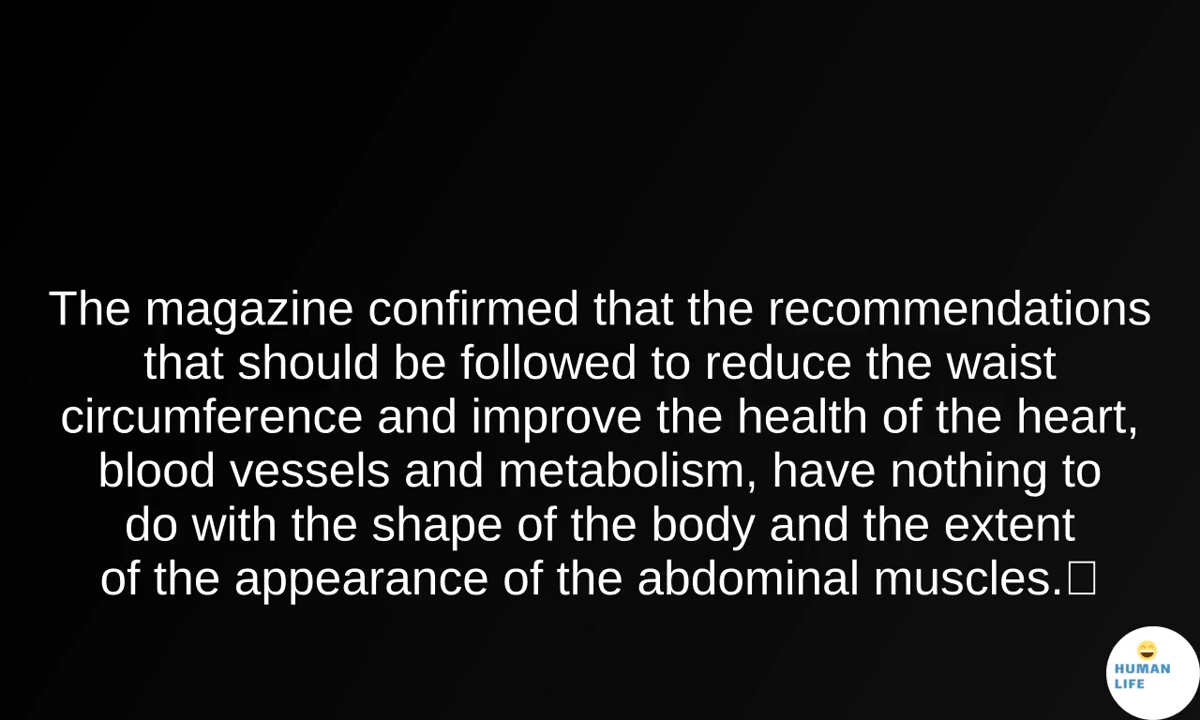 The magazine confirmed that the recommendations
that should be followed to reduce the waist
circumference and improve the health of the heart,
blood vessels and metabolism, have nothing to
do with the shape of the body and the extent
of the appearance of the abdominal muscles.
HUMAN
LIFE